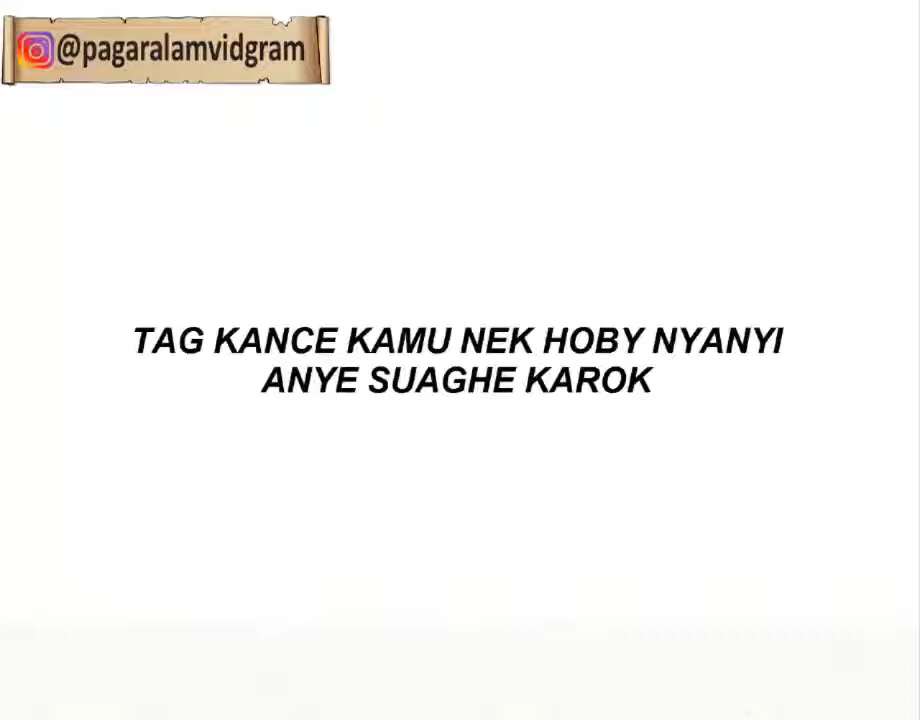 @pagaralamvidgram
TAG KANCE KAMU NEK HOBY NYANYI
ANYE SUAGHE KAROK